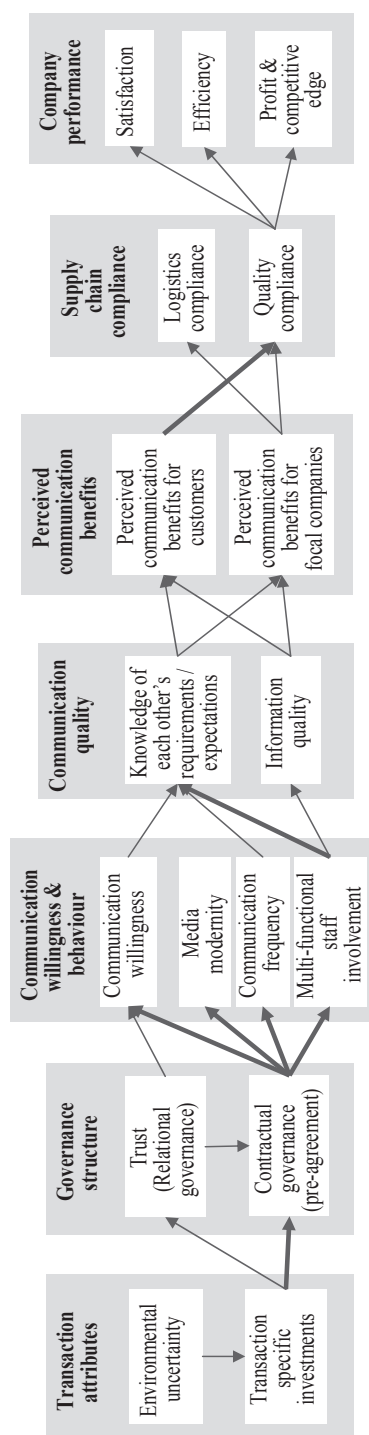 Transaction
attributes
Environmental
uncertainty
Transaction
specific
investments
Governance
structure
Trust
(Relational
governance)
Contractual
governance
(pre-agreement)
Communication
willingness &
behaviour
Communication
willingness
Media
modernity
Communication
frequency
Multi-functional
staff
involvement
Communication
quality
Knowledge of
each other's
requirements /
expectations
Information
quality
Perceived
communication
benefits
Perceived
communication
benefits for
customers
Perceived
communication
benefits for
focal companies
Supply
chain
compliance
Logistics
compliance
Quality
compliance
Company
performance
Satisfaction
Efficiency
Profit &
competitive
edge